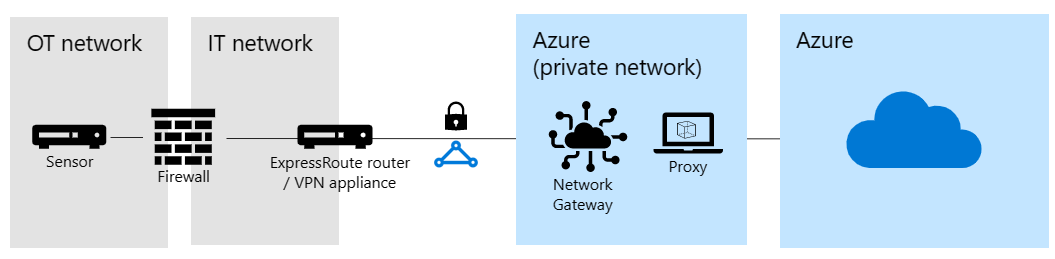 OT network
IT network
Azure
(private network)
Azure
Sensor
Firewall
ExpressRoute router
/ VPN appliance
Network
Gateway
Proxy